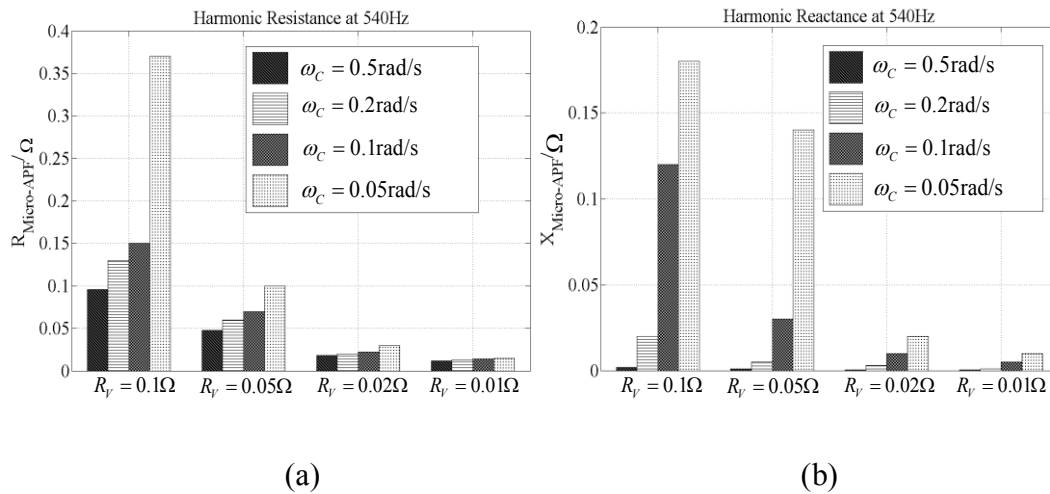 Harmonic Resistance at 540Hz
R_Micro-APF/Ω
0.4
0.35
0.3
0.25
0.2
0.15
0.1
0.05
0
ω_C = 0.5rad/s
ω_C = 0.2rad/s
ω_C = 0.1rad/s
ω_C = 0.05rad/s
R_V = 0.1Ω
R_V = 0.05Ω
R_V = 0.02Ω
R_V = 0.01Ω
(a)
Harmonic Reactance at 540Hz
X_Micro-APF/Ω
0.2
0.15
0.1
0.05
0
ω_C = 0.5rad/s
ω_C = 0.2rad/s
ω_C = 0.1rad/s
ω_C = 0.05rad/s
R_V = 0.1Ω
R_V = 0.05Ω
R_V = 0.02Ω
R_V = 0.01Ω
(b)